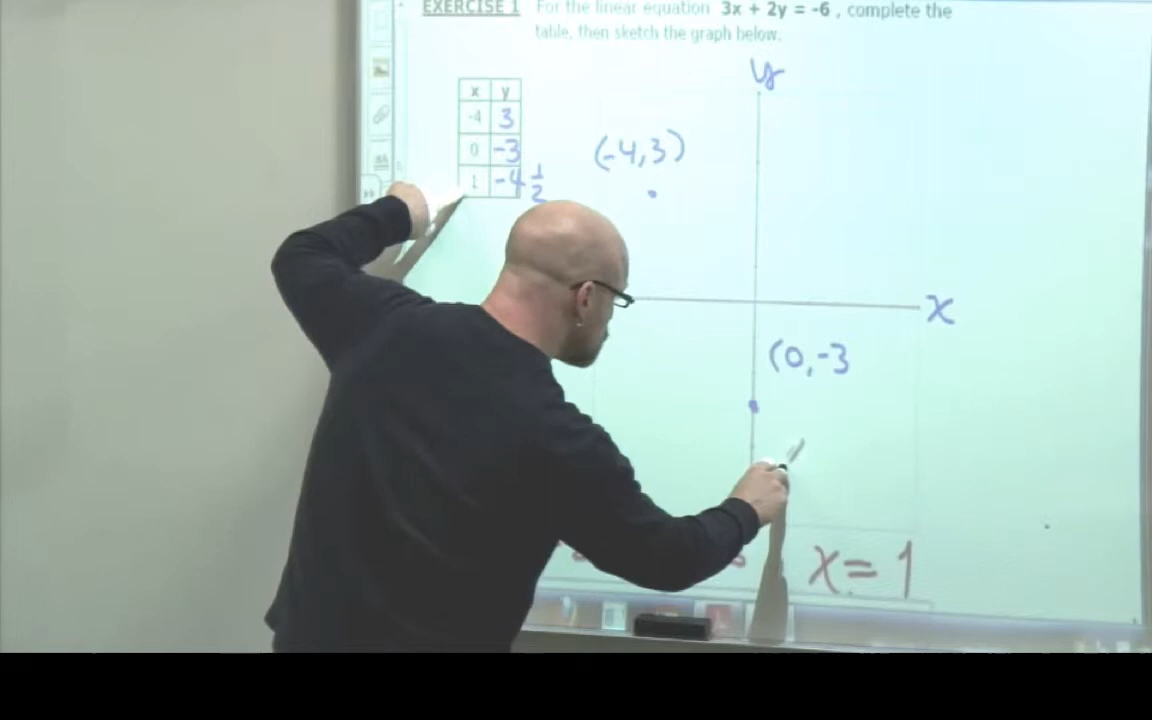 EXERCISE 1 For the linear equation 3x + 2y = -6 , complete the
table, then sketch the graph below.
y
x y
-4 3
0 -3
1 -4 1/2
(-4,3)
x
(0,-3
x = 1